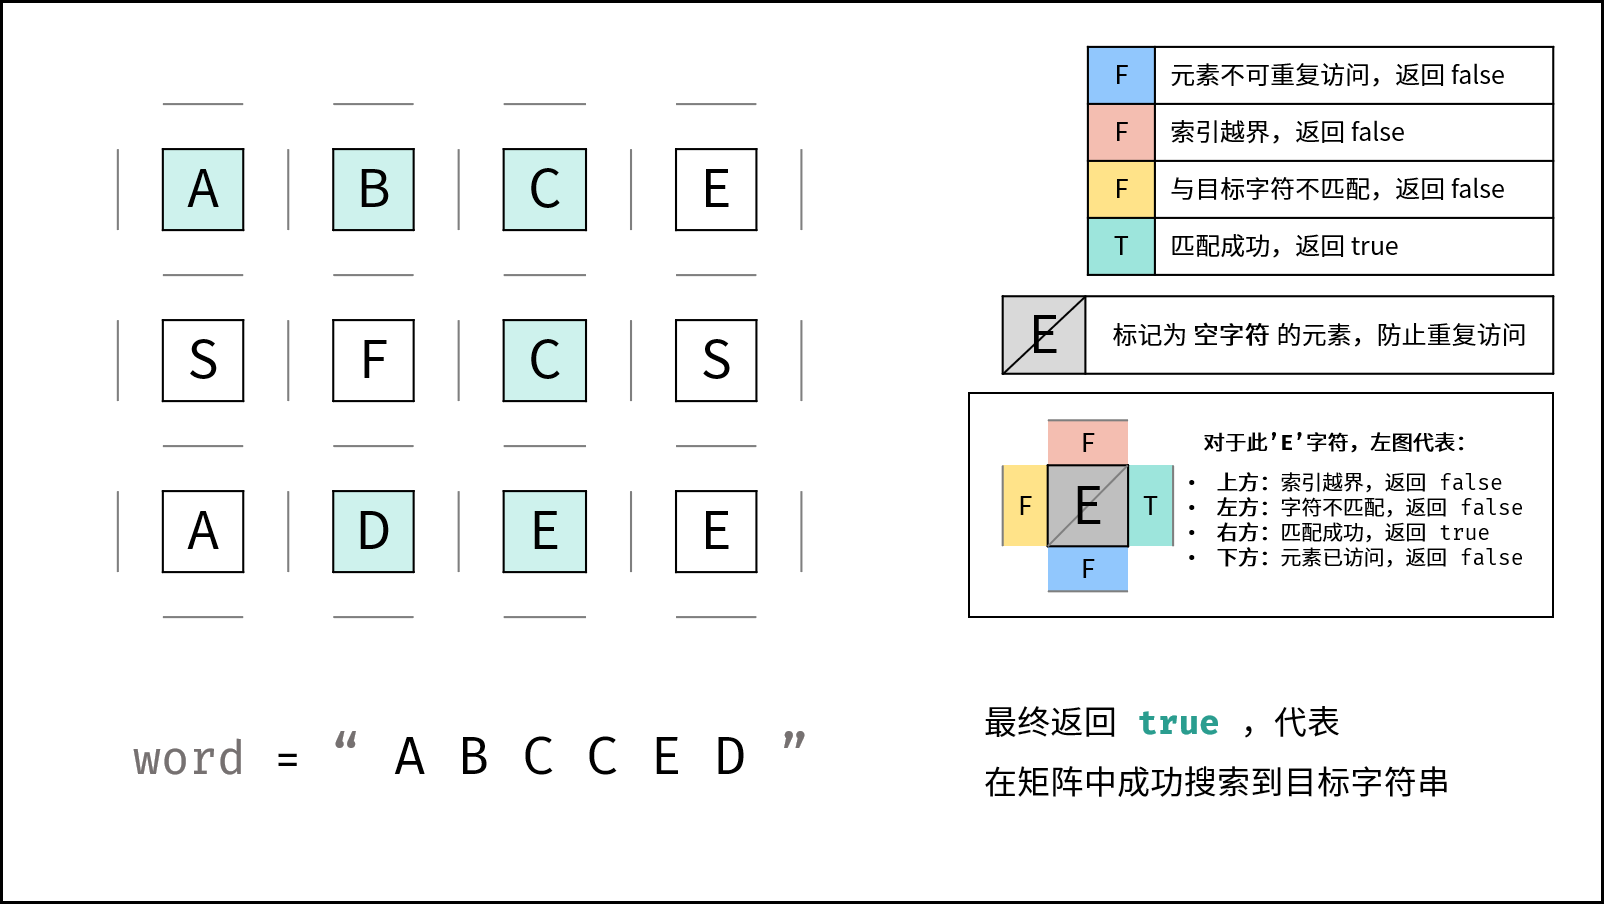 A B C E
S F C S
A D E E
word = “ A B C C E D ”
F 元素不可重复访问，返回 false
F 索引越界，返回 false
F 与目标字符不匹配，返回 false
T 匹配成功，返回 true
E 标记为 空字符 的元素，防止重复访问
F
F E T
F
对于此’E’字符，左图代表：
• 上方：索引越界，返回 false
• 左方：字符不匹配，返回 false
• 右方：匹配成功，返回 true
• 下方：元素已访问，返回 false
最终返回 true ，代表
在矩阵中成功搜索到目标字符串